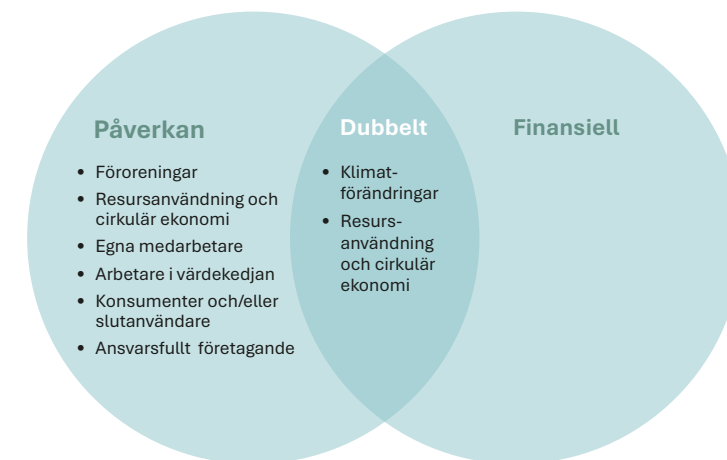 Påverkan
• Föroreningar
• Resursanvändning och
cirkulär ekonomi
• Egna medarbetare
• Arbetare i värdekedjan
• Konsumenter och/eller
slutanvändare
• Ansvarsfullt företagande
Dubbelt
• Klimat-
förändringar
• Resurs-
användning
och cirkulär
ekonomi
Finansiell